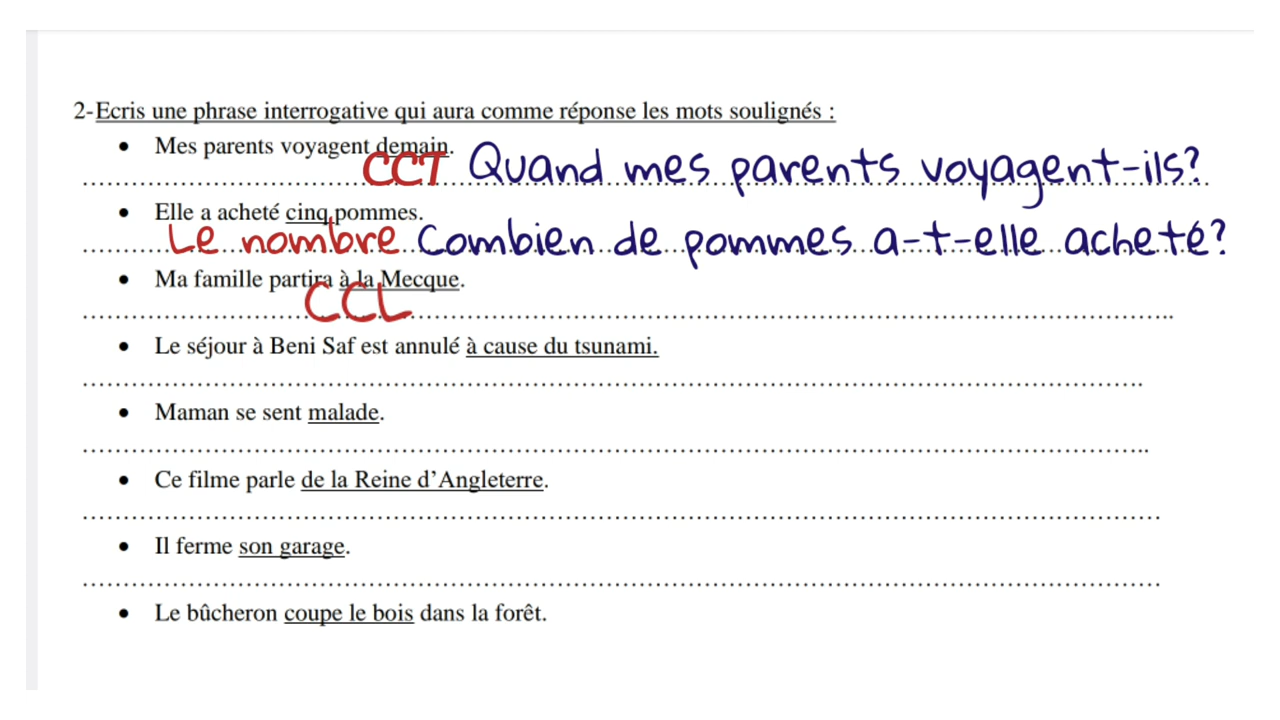 2-Ecris une phrase interrogative qui aura comme réponse les mots soulignés :
• Mes parents voyagent demain.
CCT Quand mes parents voyagent-ils?
• Elle a acheté cinq pommes.
Le nombre Combien de pommes a-t-elle acheté?
• Ma famille partira à la Mecque.
CCL
• Le séjour à Beni Saf est annulé à cause du tsunami.
• Maman se sent malade.
• Ce filme parle de la Reine d’Angleterre.
• Il ferme son garage.
• Le bûcheron coupe le bois dans la forêt.